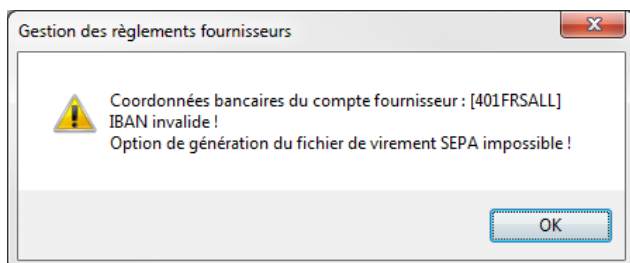 Gestion des règlements fournisseurs
Coordonnées bancaires du compte fournisseur : [401FRSALL]
IBAN invalide !
Option de génération du fichier de virement SEPA impossible !
OK